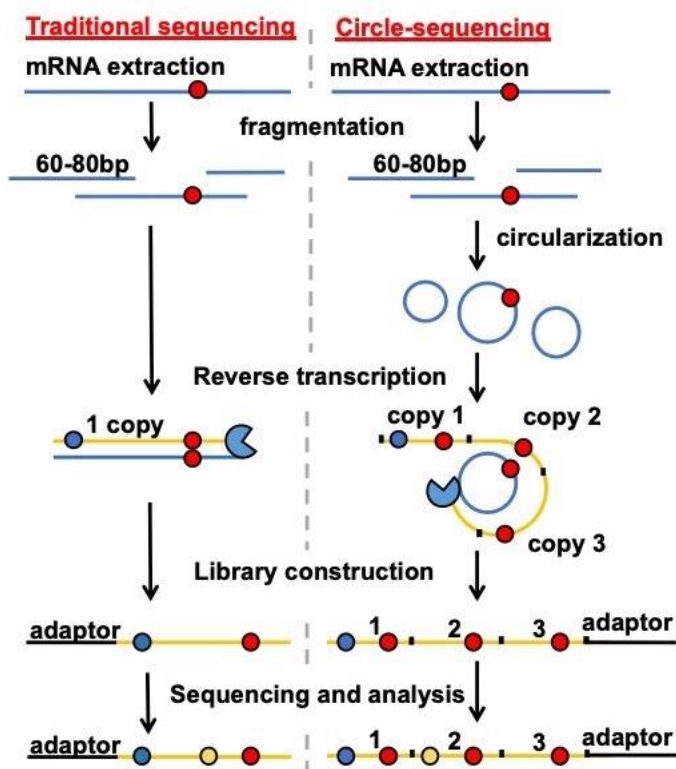 Traditional sequencing
Circle-sequencing
mRNA extraction
mRNA extraction
fragmentation
60-80bp
60-80bp
circularization
Reverse transcription
1 copy
copy 1
copy 2
copy 3
Library construction
adaptor
1 2 3 adaptor
Sequencing and analysis
adaptor
1 2 3 adaptor